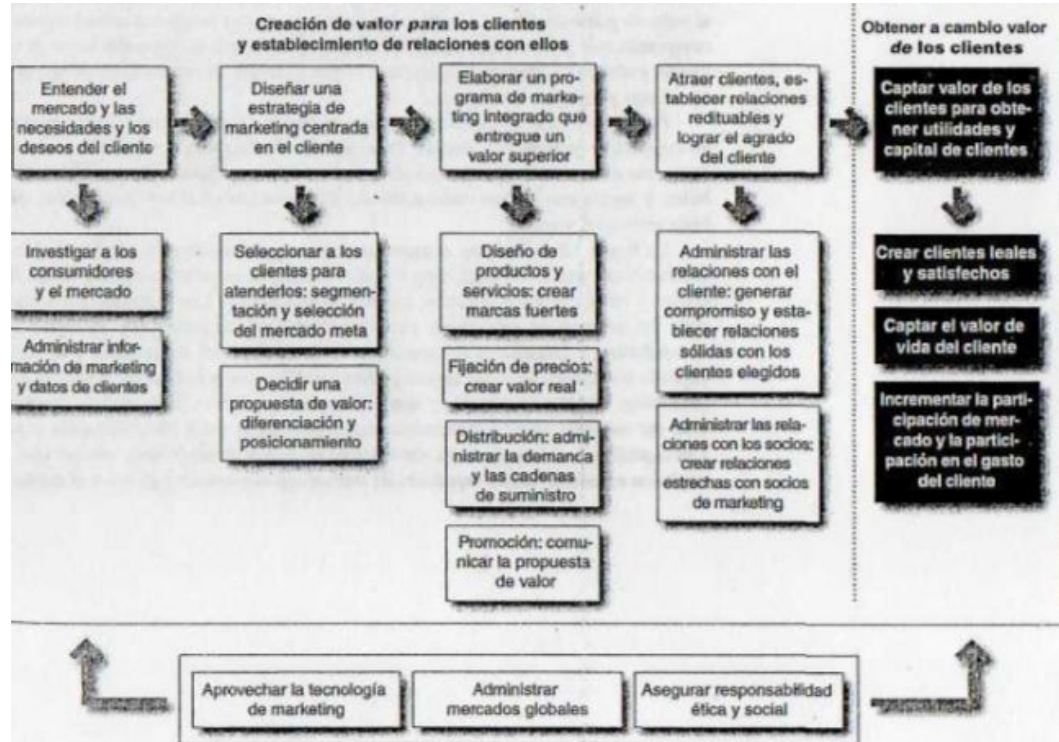 Creación de valor para los clientes
y establecimiento de relaciones con ellos
Obtener a cambio valor
de los clientes
Entender el
mercado y las
necesidades y los
deseos del cliente
Diseñar una
estrategia de
marketing centrada
en el cliente
Elaborar un pro-
grama de marke-
ting integrado que
entregue un
valor superior
Atraer clientes, es-
tablecer relaciones
redituables y
lograr el agrado
del cliente
Captar valor de los
clientes para obte-
ner utilidades y
capital de clientes
Investigar a los
consumidores
y el mercado
Administrar infor-
mación de marketing
y datos de clientes
Seleccionar a los
clientes para
atenderlos: segmen-
tación y selección
del mercado meta
Decidir una
propuesta de valor:
diferenciación y
posicionamiento
Diseño de
productos y
servicios: crear
marcas fuertes
Fijación de precios:
crear valor real
Distribución: admi-
nistrar la demanda
y las cadenas
de suministro
Promoción: comu-
nicar la propuesta
de valor
Administrar las
relaciones con el
cliente: generar
compromiso y esta-
blecer relaciones
sólidas con los
clientes elegidos
Administrar las rela-
ciones con los socios:
crear relaciones
estrechas con socios
de marketing
Crear clientes leales
y satisfechos
Captar el valor de
vida del cliente
Incrementar la parti-
cipación de mer-
cado y la partici-
pación en el gasto
del cliente
Aprovechar la tecnología
de marketing
Administrar
mercados globales
Asegurar responsabilidad
ética y social